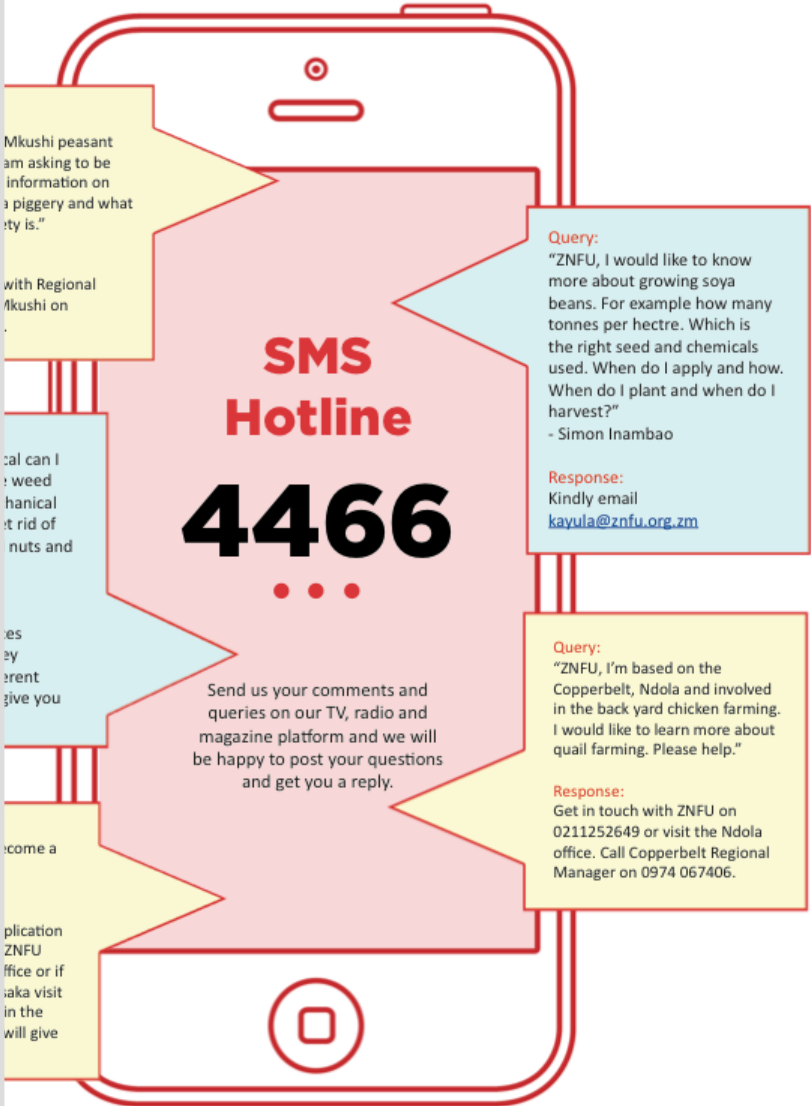 Mkushi peasant
am asking to be
information on
a piggery and what
ety is.”
with Regional
Mkushi on
.
cal can I
weed
hanical
et rid of
nuts and
tes
ey
erent
give you
ecome a
plication
ZNFU
ffice or if
saka visit
in the
will give
SMS
Hotline
4466
Send us your comments and
queries on our TV, radio and
magazine platform and we will
be happy to post your questions
and get you a reply.
Query:
“ZNFU, I would like to know
more about growing soya
beans. For example how many
tonnes per hectre. Which is
the right seed and chemicals
used. When do I apply and how.
When do I plant and when do I
harvest?”
- Simon Inambao
Response:
Kindly email
kayula@znfu.org.zm
Query:
“ZNFU, I’m based on the
Copperbelt, Ndola and involved
in the back yard chicken farming.
I would like to learn more about
quail farming. Please help.”
Response:
Get in touch with ZNFU on
0211252649 or visit the Ndola
office. Call Copperbelt Regional
Manager on 0974 067406.